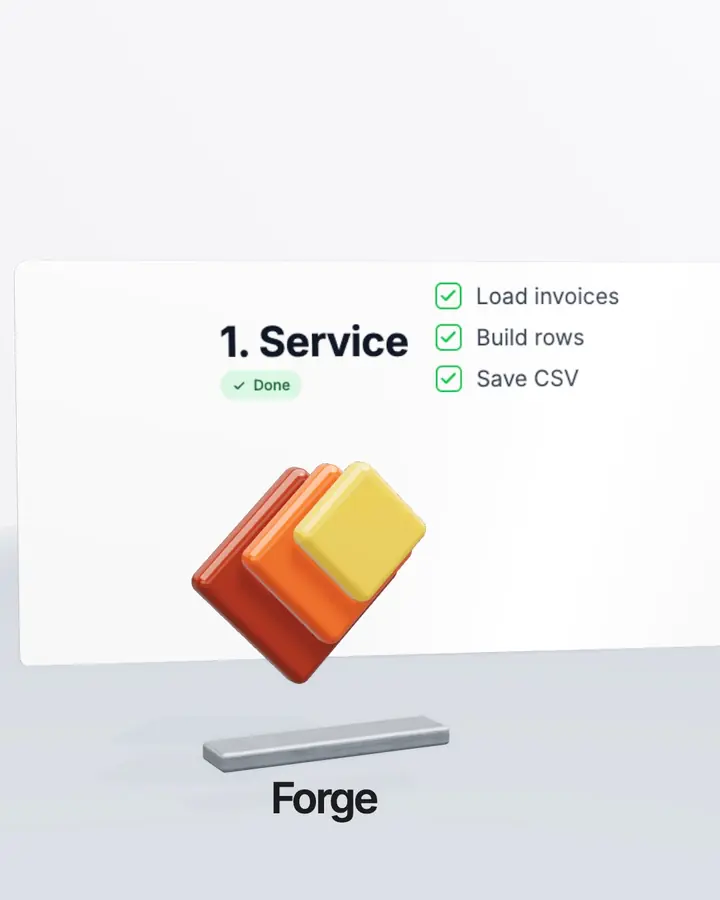 1. Service
Done
Load invoices
Build rows
Save CSV
Forge